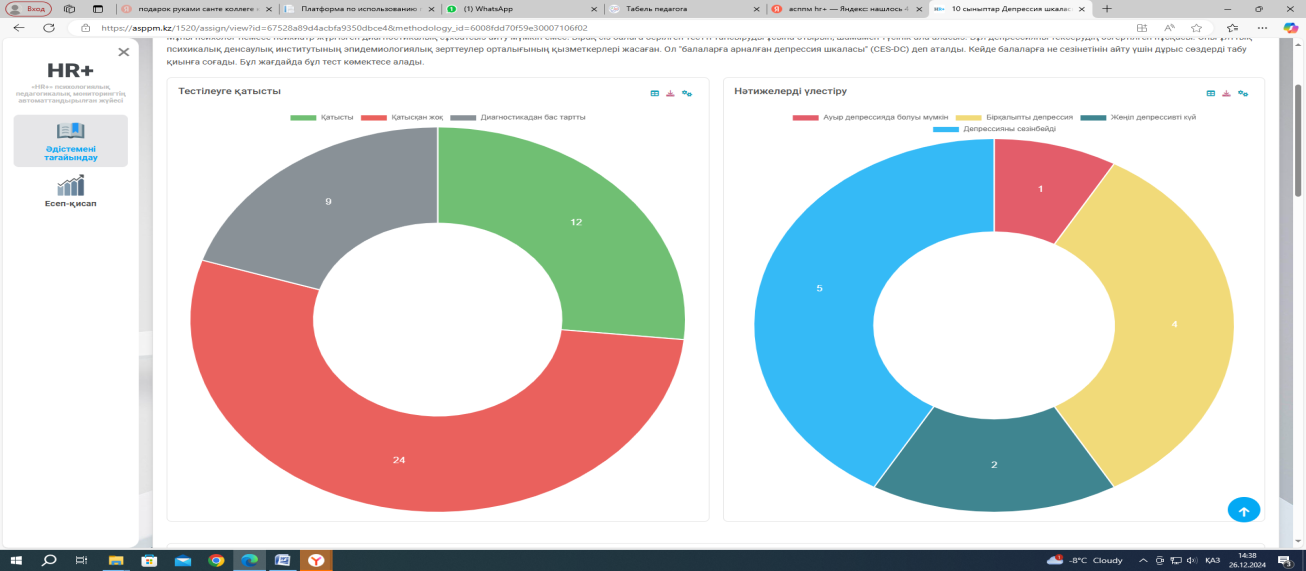 Вход
подарок руками санте коллеге
Платформа по использованию
(1) WhatsApp
Табель педагога
асппм hr+ — Яндекс: нашлось 4
10 сыныптар Депрессия шкалас
https://asppm.kz/1520/assign/view?id=67528a89d4acbfa9350dbce48&methodology_id=6008fdd70f59e30007106f02
HR+
«HR+» психологиялық,
педагогикалық мониторингтің
автоматтандырылған жүйесі
Әдістемені
тағайындау
Есеп-қисап
психикалық денсаулық институтының эпидемиологиялық зерттеулер орталығының қызметкерлері жасаған. Ол "балаларға арналған депрессия шкаласы" (CES-DC) деп аталды. Кейде балаларға не сезінетінін айту үшін дұрыс сөздерді табу
қиынға соғады. Бұл жағдайда бұл тест көмектесе алады.
Тестілеуге қатысты
Қатысты Қатысқан жоқ Диагностикадан бас тартты
9
12
24
Нәтижелерді үлестіру
Ауыр депрессияда болуы мүмкін Бірқалыпты депрессия Жеңіл депрессивті күй
Депрессияны сезінбейді
1
5
4
2
-8°C Cloudy
ҚАЗ
14:38
26.12.2024
3